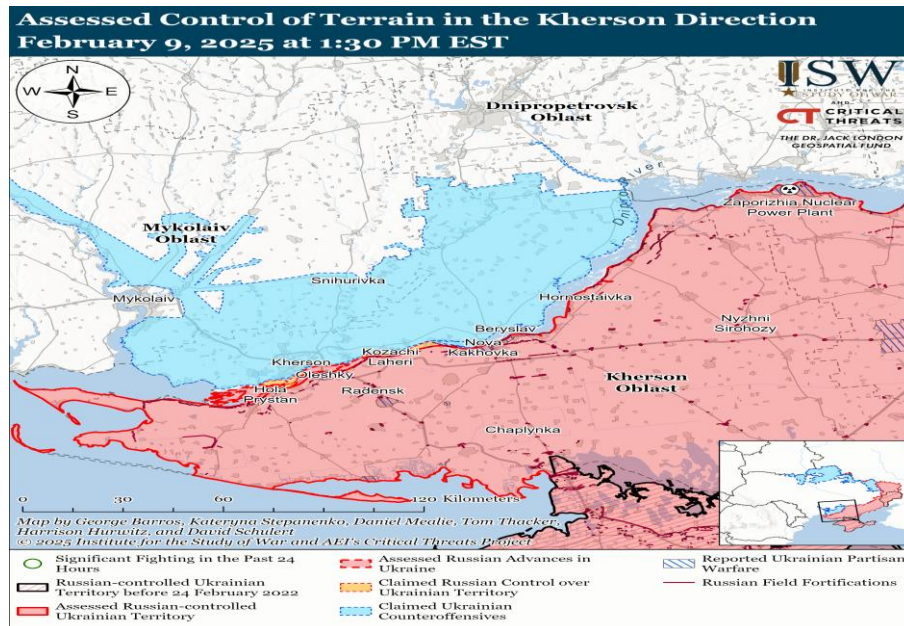 Assessed Control of Terrain in the Kherson Direction
February 9, 2025 at 1:30 PM EST
N
W E
S
ISW
INSTITUTE FOR THE
STUDY OF WAR
AND
CT CRITICAL
THREATS
THE DR. JACK LONDON
GEOSPATIAL FUND
Dnipropetrovsk
Oblast
Dnipro River
Zaporizhia Nuclear
Power Plant
Mykolaiv
Oblast
Snihurivka
Mykolaiv
Hornostaivka
Nyzhni
Sirohozy
Beryslav
Nova
Kakhovka
Kozachi
Laheri
Kherson
Oleshky
Hola
Prystan
Radensk
Kherson
Oblast
Chaplynka
0 30 60 120 Kilometers
Map by George Barros, Kateryna Stepanenko, Daniel Mealie, Tom Thacker,
Harrison Hurwitz, and David Schulert
© 2025 Institute for the Study of War and AEI's Critical Threats Project
Significant Fighting in the Past 24
Hours
Russian-controlled Ukrainian
Territory before 24 February 2022
Assessed Russian-controlled
Ukrainian Territory
Assessed Russian Advances in
Ukraine
Claimed Russian Control over
Ukrainian Territory
Claimed Ukrainian
Counteroffensives
Reported Ukrainian Partisan
Warfare
Russian Field Fortifications